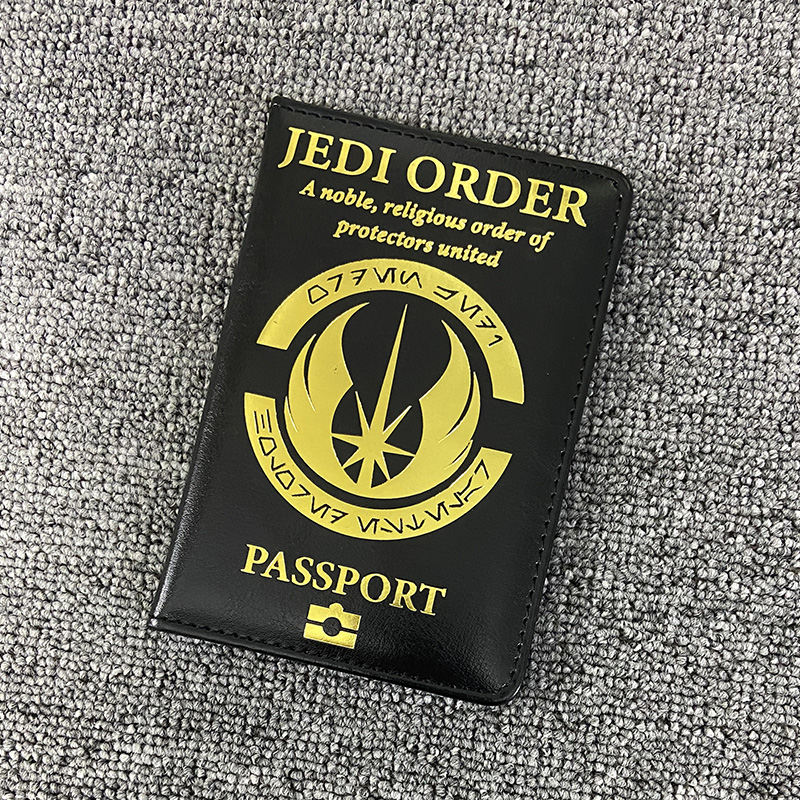 JEDI ORDER
A noble, religious order of
protectors united
PASSPORT